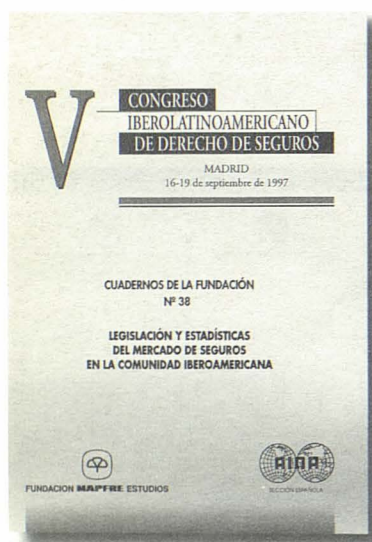 V
CONGRESO
IBEROLATINOAMERICANO
DE DERECHO DE SEGUROS
MADRID
16-19 de septiembre de 1997
CUADERNOS DE LA FUNDACIÓN
Nº 38
LEGISLACIÓN Y ESTADÍSTICAS
DEL MERCADO DE SEGUROS
EN LA COMUNIDAD IBEROAMERICANA
FUNDACION MAPFRE ESTUDIOS
AIDA
SECCIÓN ESPAÑOLA